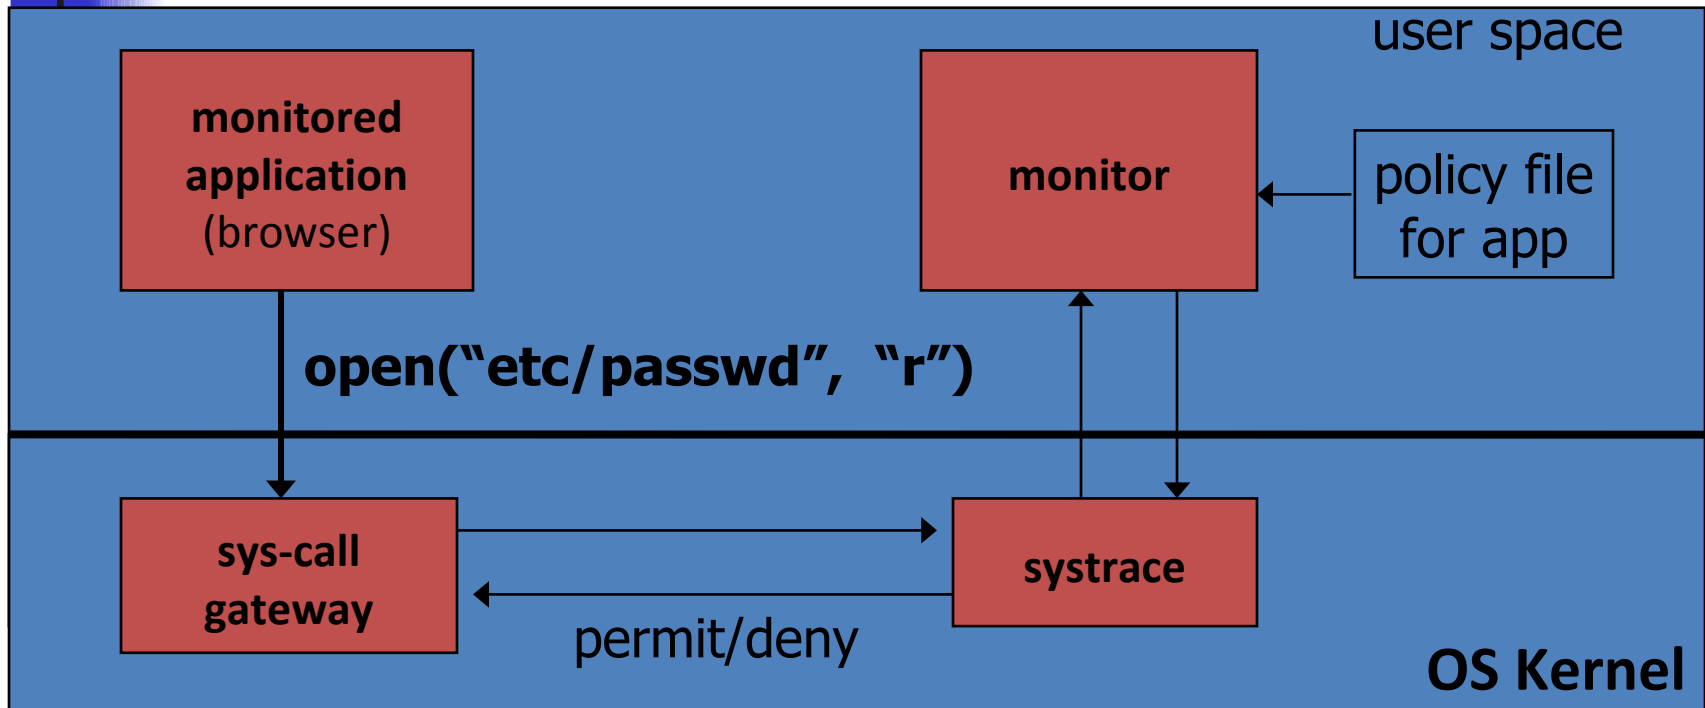 user space
monitored
application
(browser)
monitor
policy file
for app
open(“etc/passwd”, “r”)
sys-call
gateway
systrace
permit/deny
OS Kernel